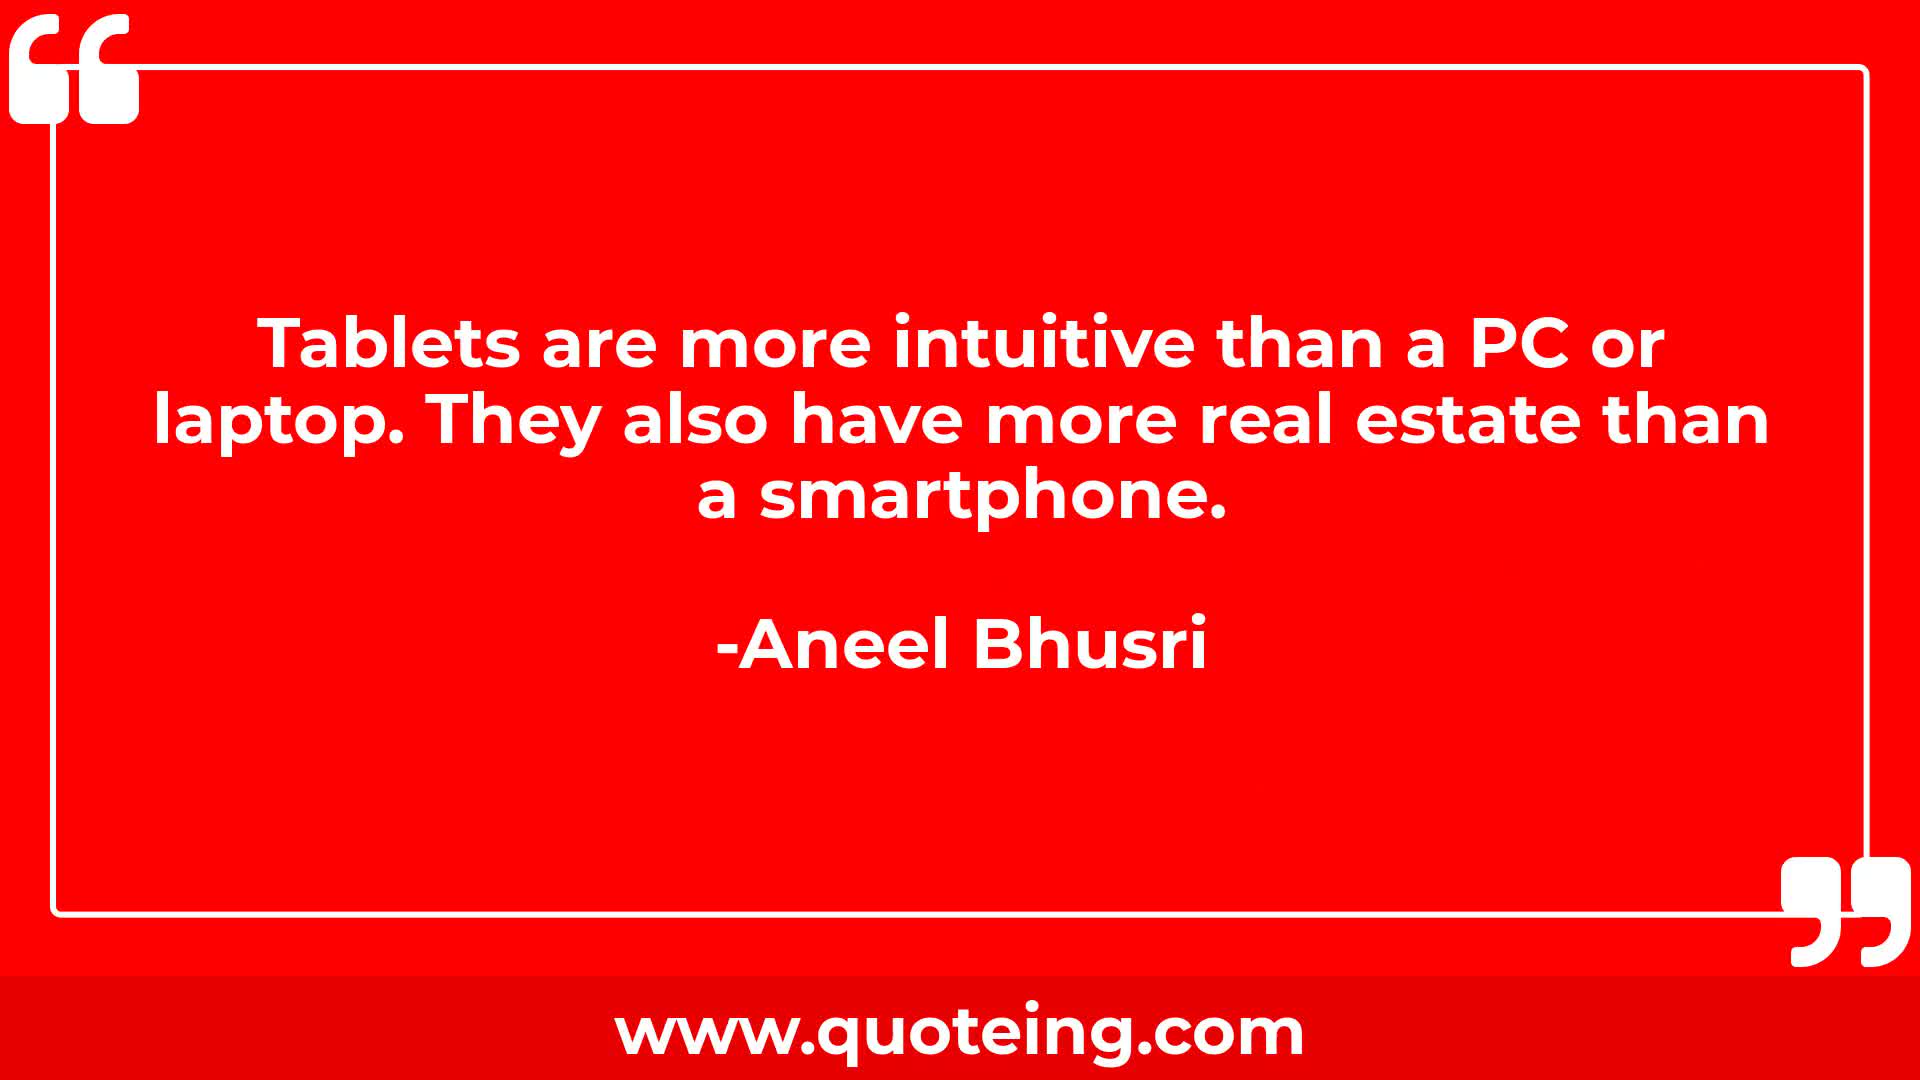 Tablets are more intuitive than a PC or
laptop. They also have more real estate than
a smartphone.
-Aneel Bhusri
www.quoteing.com